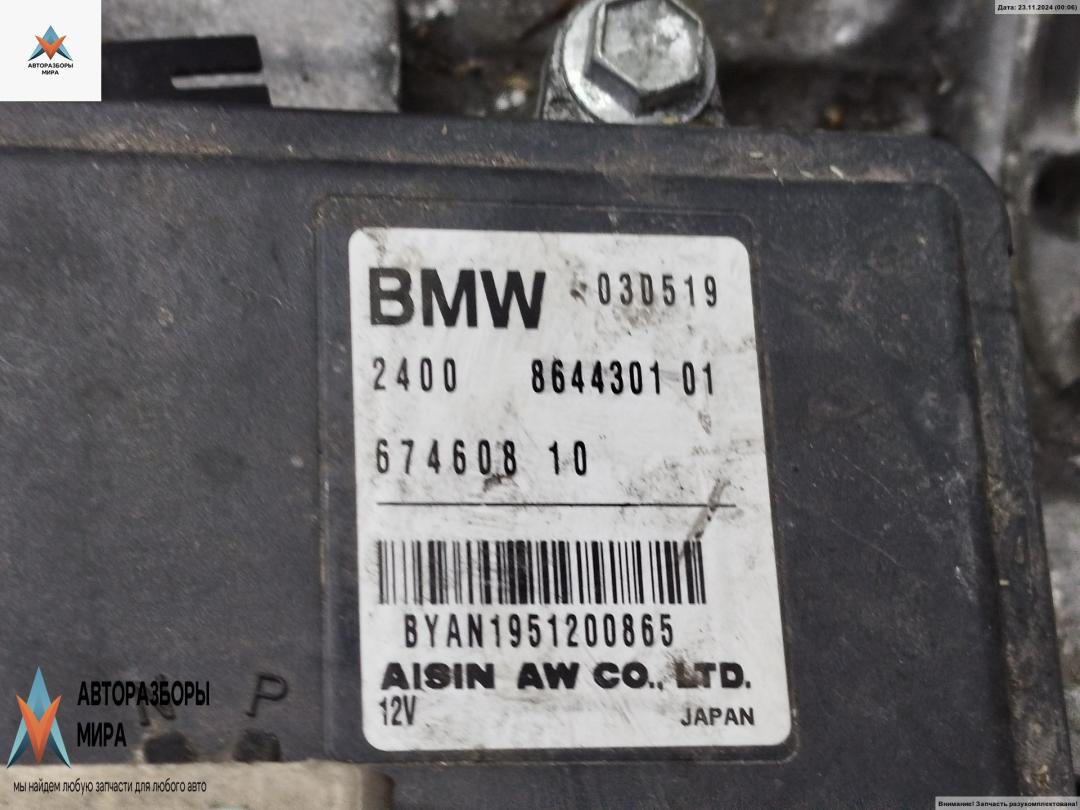 Дата: 23.11.2024 (00:06)
АВТОРАЗБОРЫ
МИРА
BMW 030519
2400 8644301 01
674608 10
BYAN1951200865
AISIN AW CO., LTD.
12V JAPAN
N P
АВТОРАЗБОРЫ
МИРА
мы найдем любую запчасти для любого авто
Внимание! Запчасть разукомплектована!